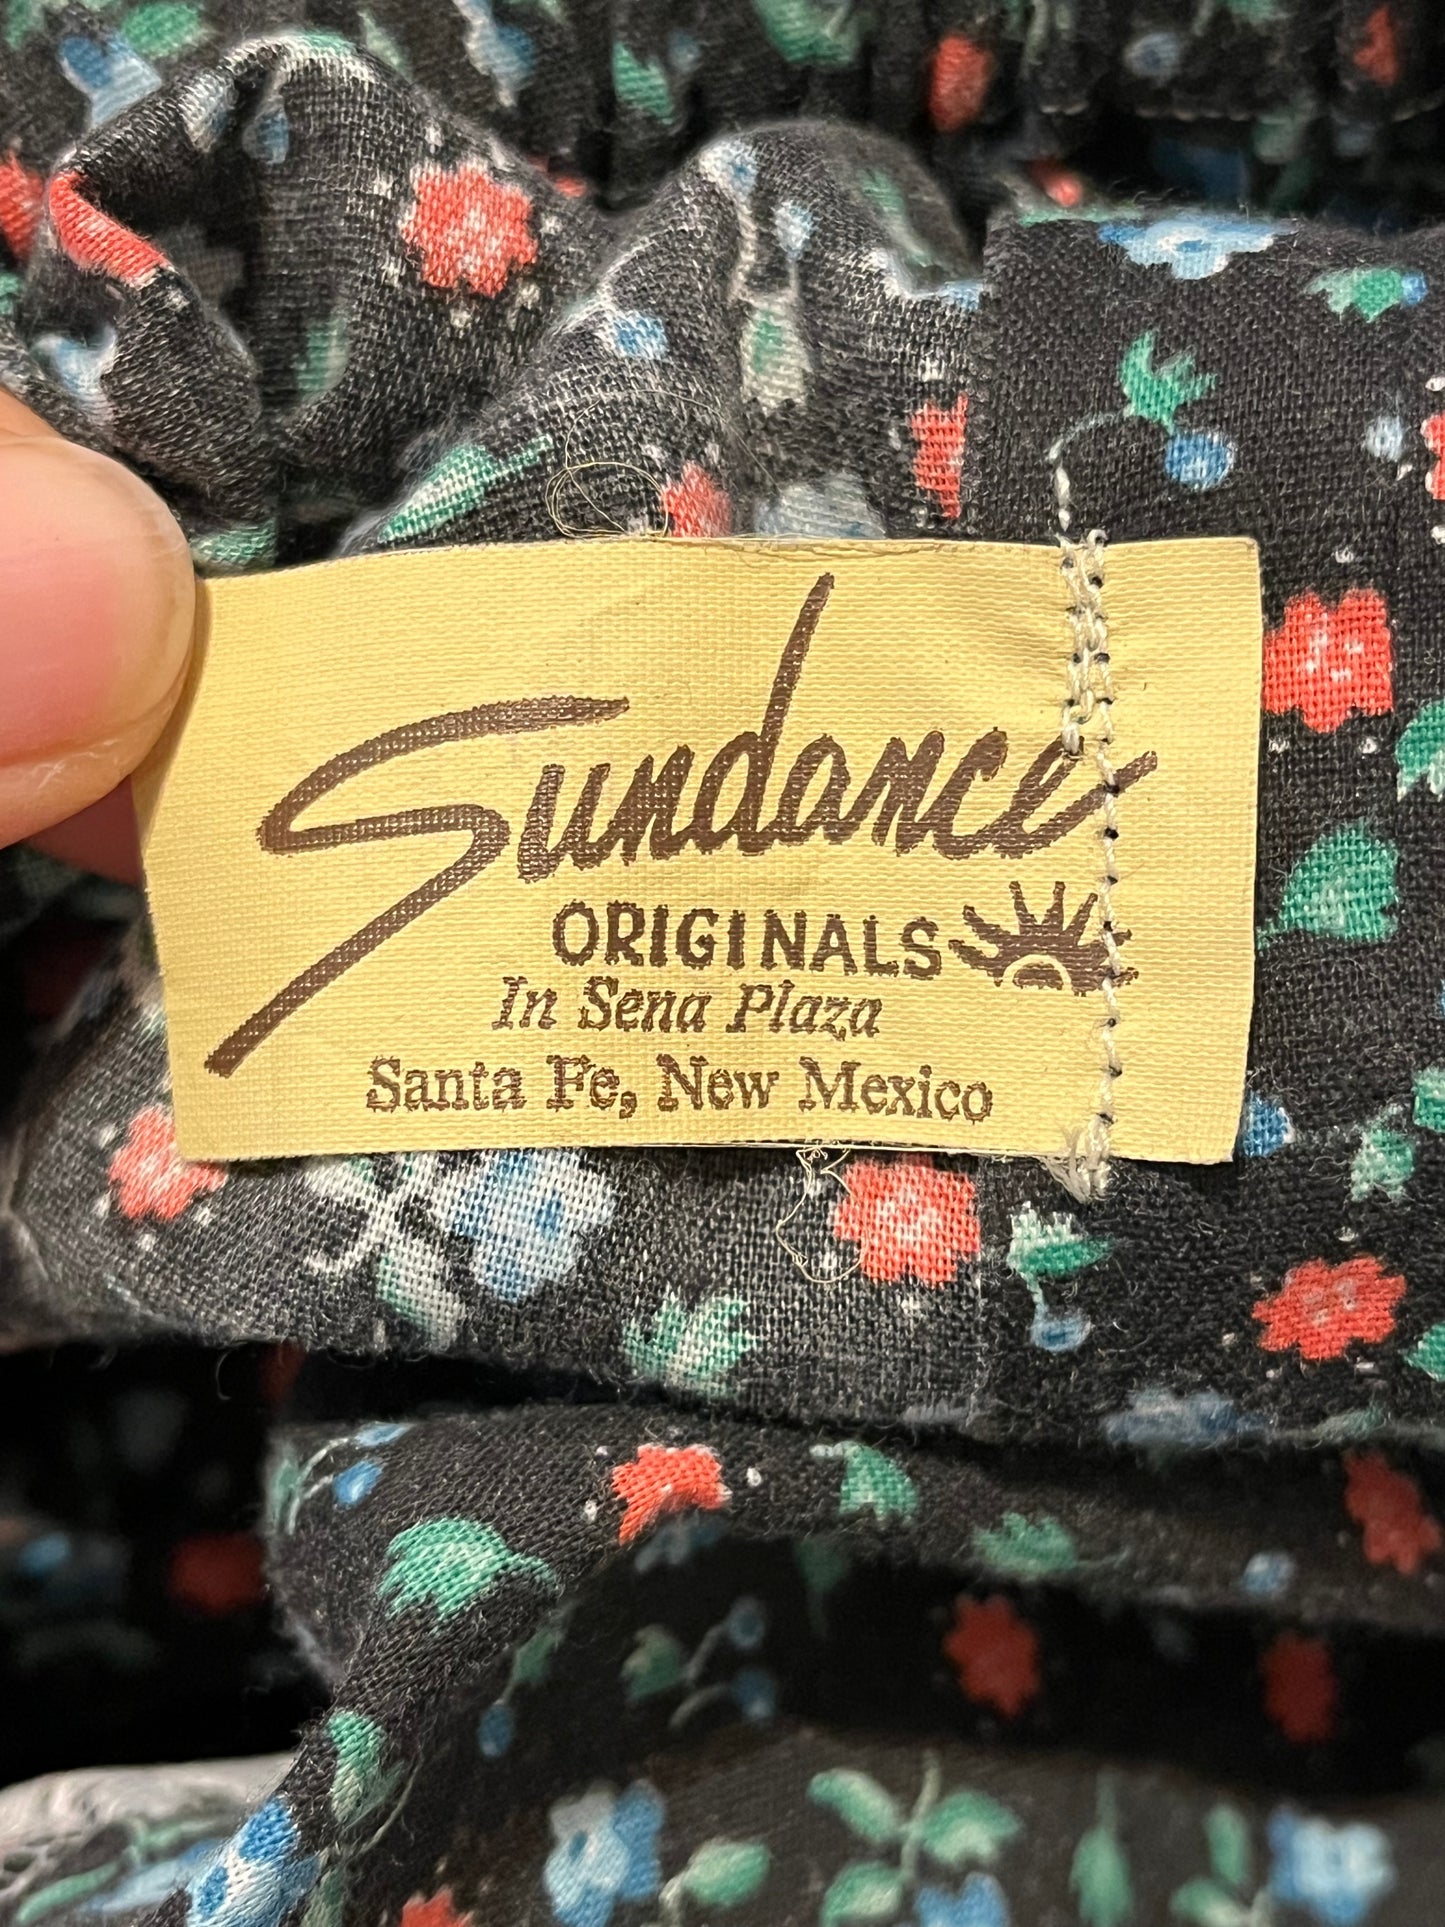 Sundance
ORIGINALS
In Sena Plaza
Santa Fe, New Mexico